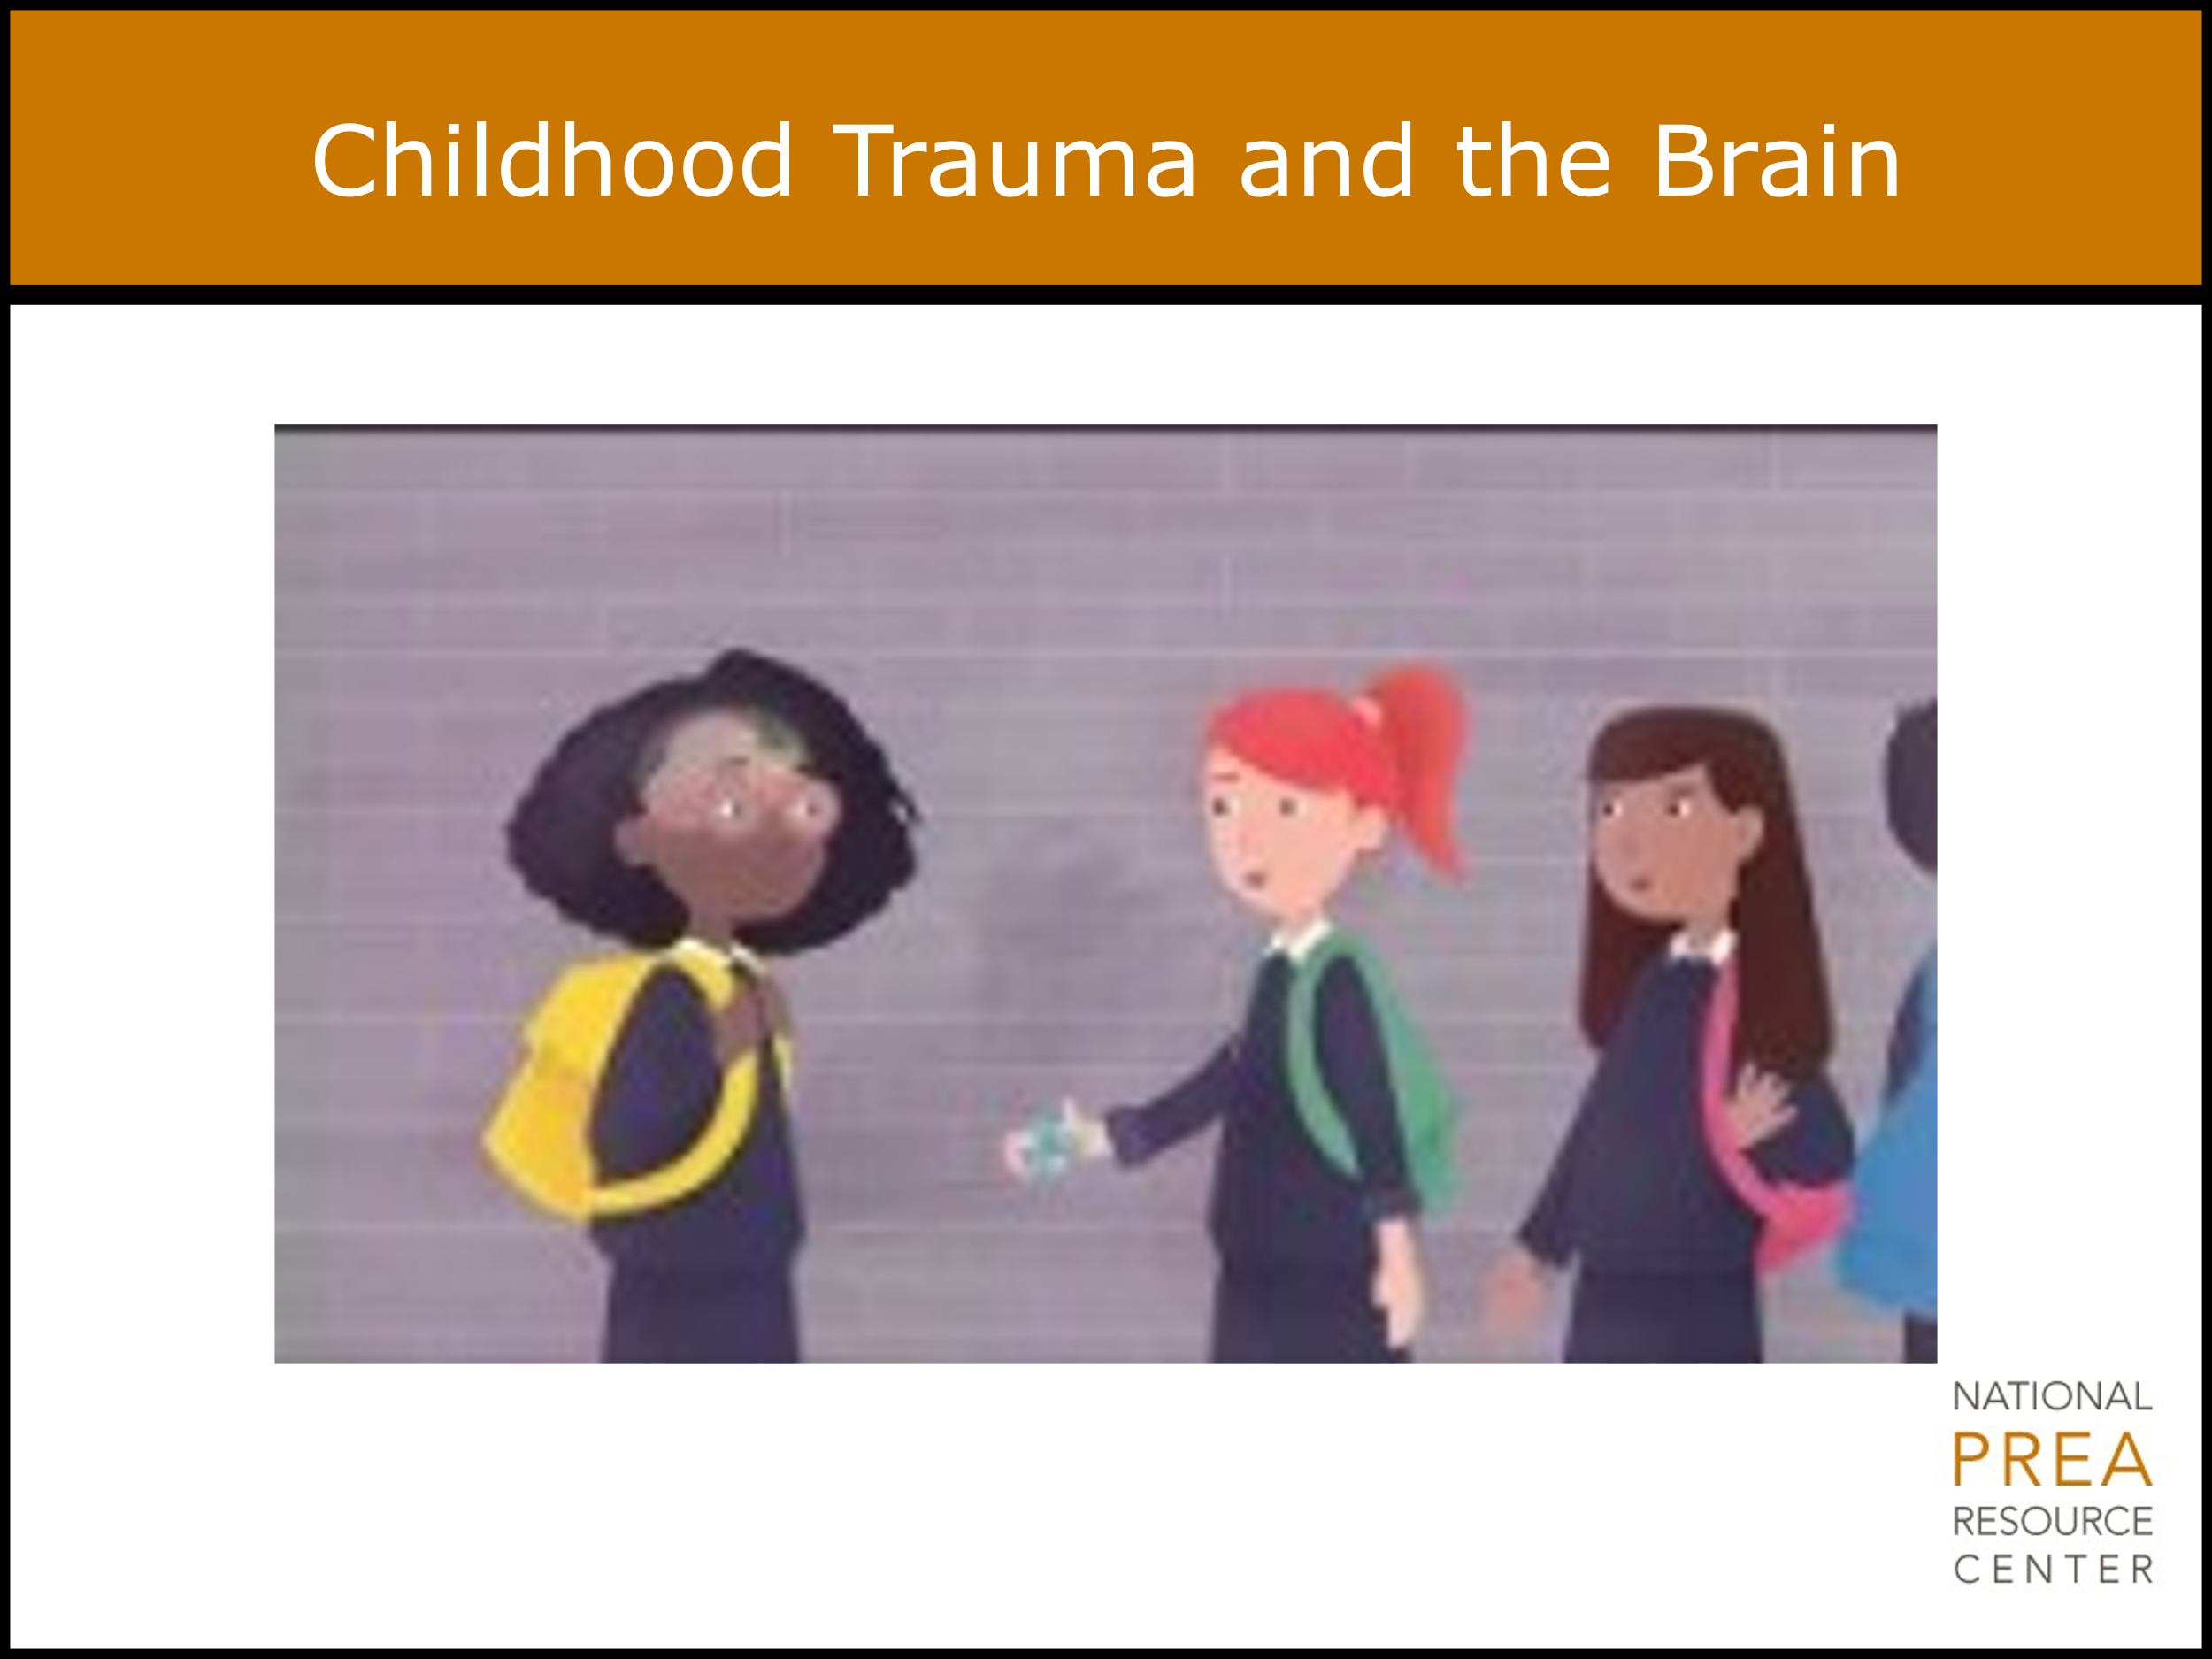 Childhood Trauma and the Brain
NATIONAL
PREA
RESOURCE
CENTER